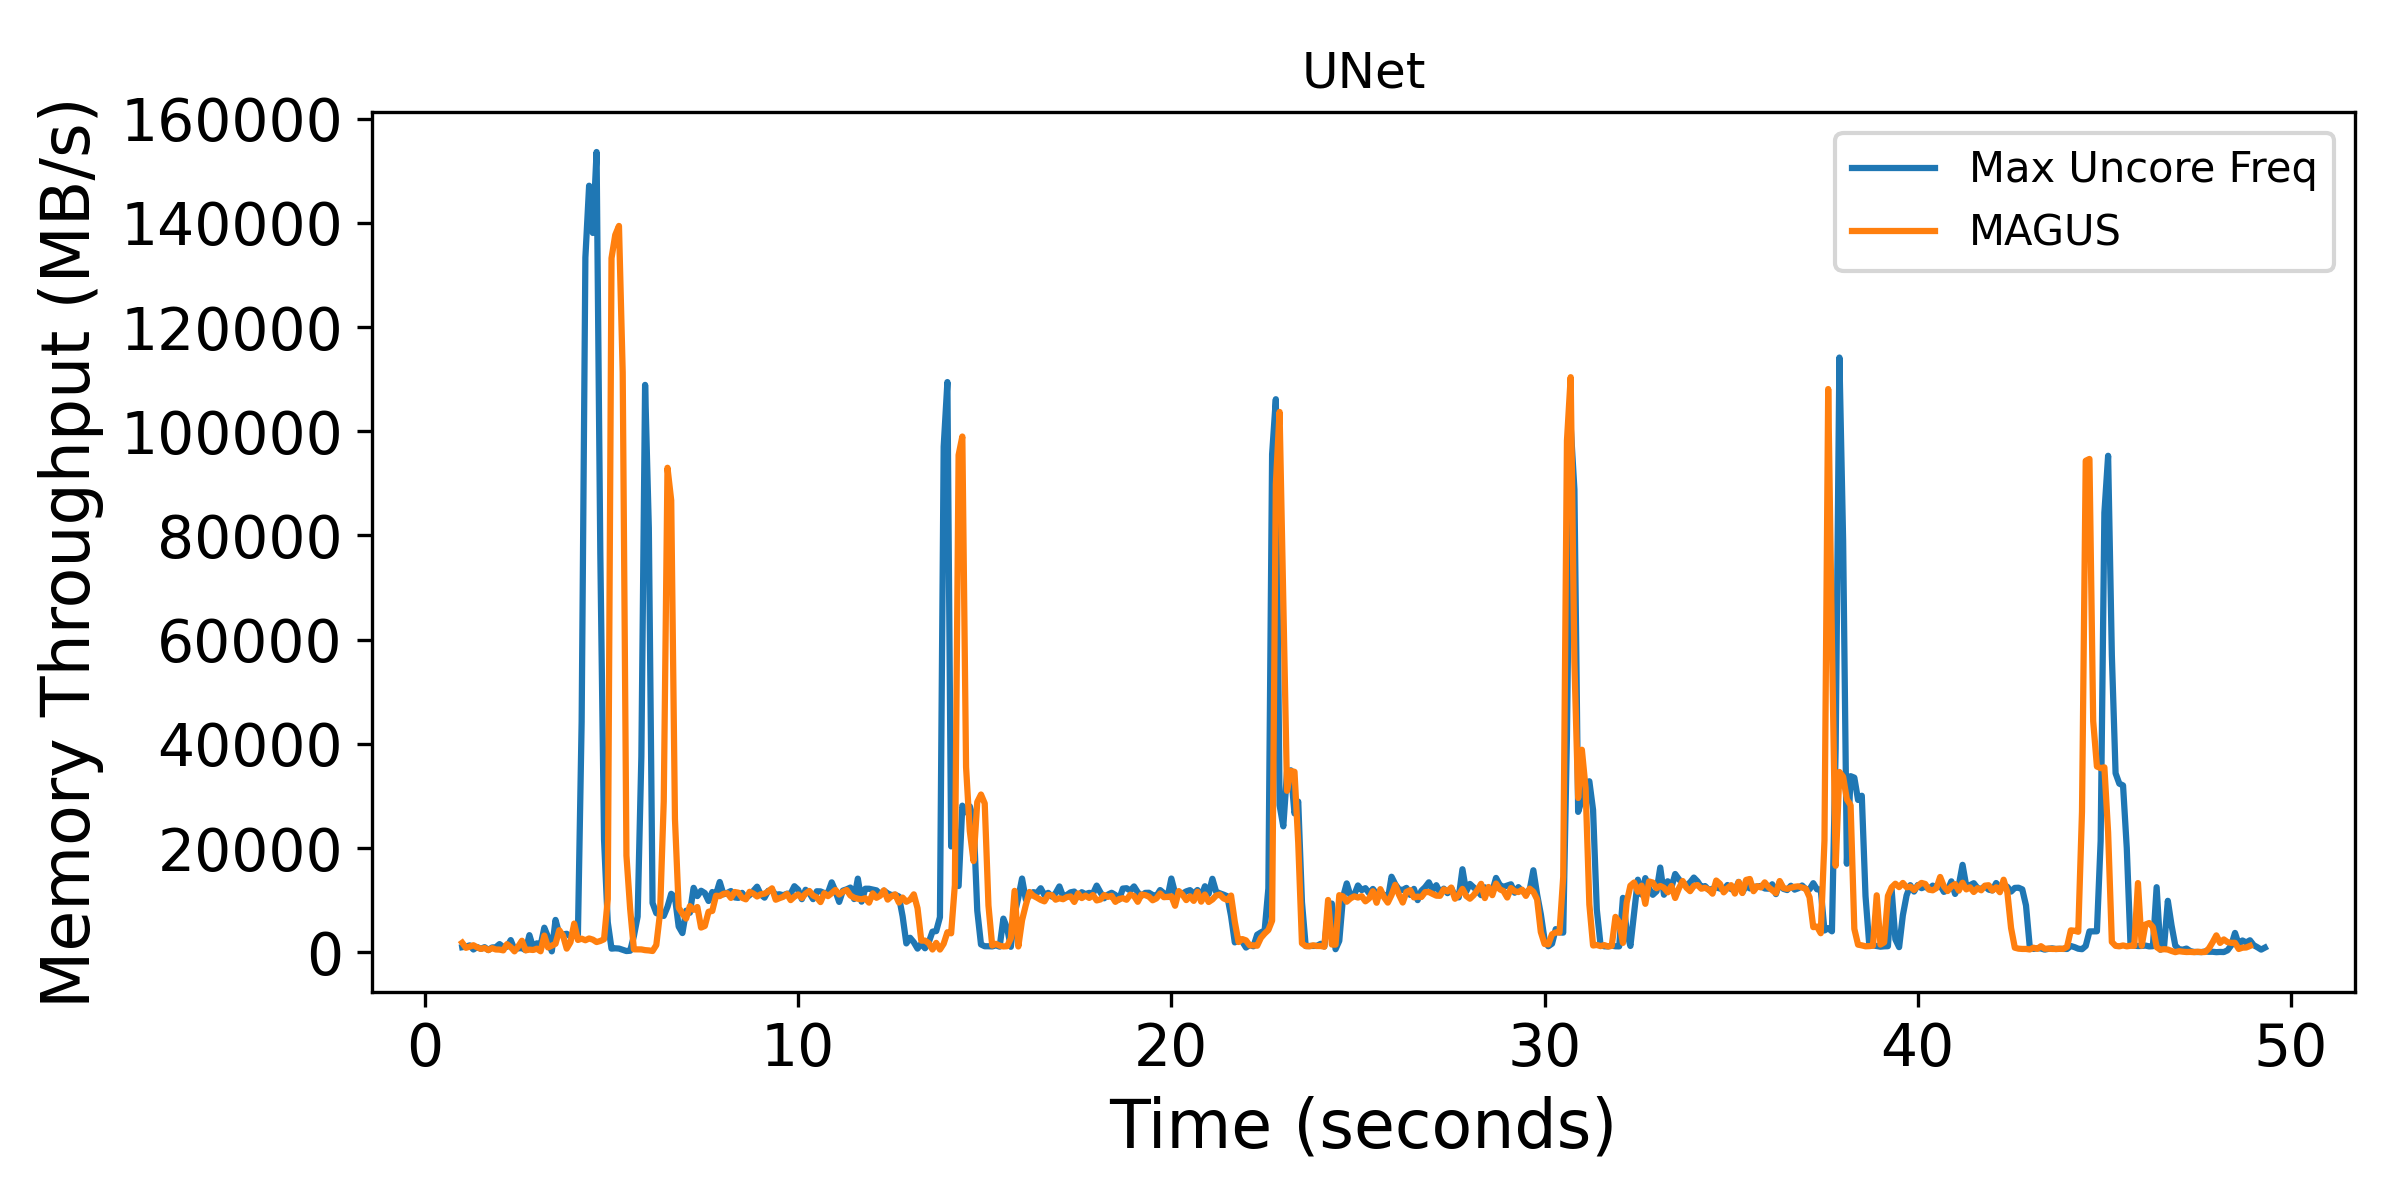 UNet
Memory Throughput (MB/s)
160000
140000
120000
100000
80000
60000
40000
20000
0
Max Uncore Freq
MAGUS
0 10 20 30 40 50
Time (seconds)